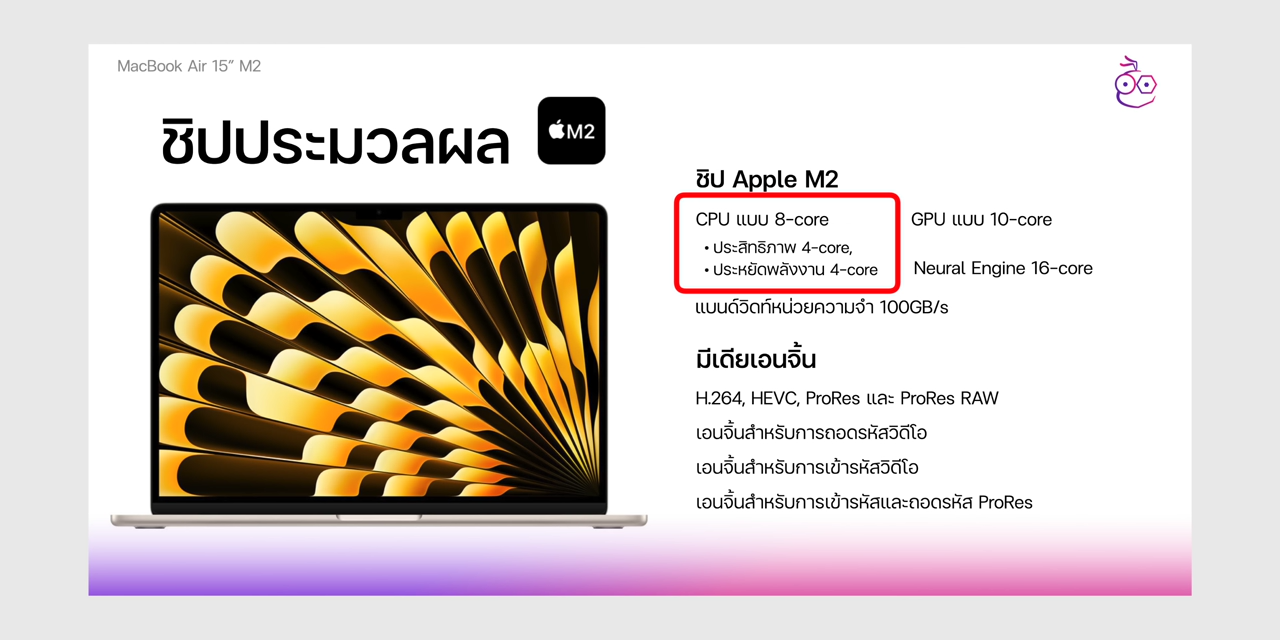 MacBook Air 15” M2
ชิปประมวลผล
M2
ชิป Apple M2
CPU แบบ 8-core
• ประสิทธิภาพ 4-core,
• ประหยัดพลังงาน 4-core
GPU แบบ 10-core
Neural Engine 16-core
แบนด์วิดท์หน่วยความจำ 100GB/s
มีเดียเอนจิ้น
H.264, HEVC, ProRes และ ProRes RAW
เอนจิ้นสำหรับการถอดรหัสวิดีโอ
เอนจิ้นสำหรับการเข้ารหัสวิดีโอ
เอนจิ้นสำหรับการเข้ารหัสและถอดรหัส ProRes